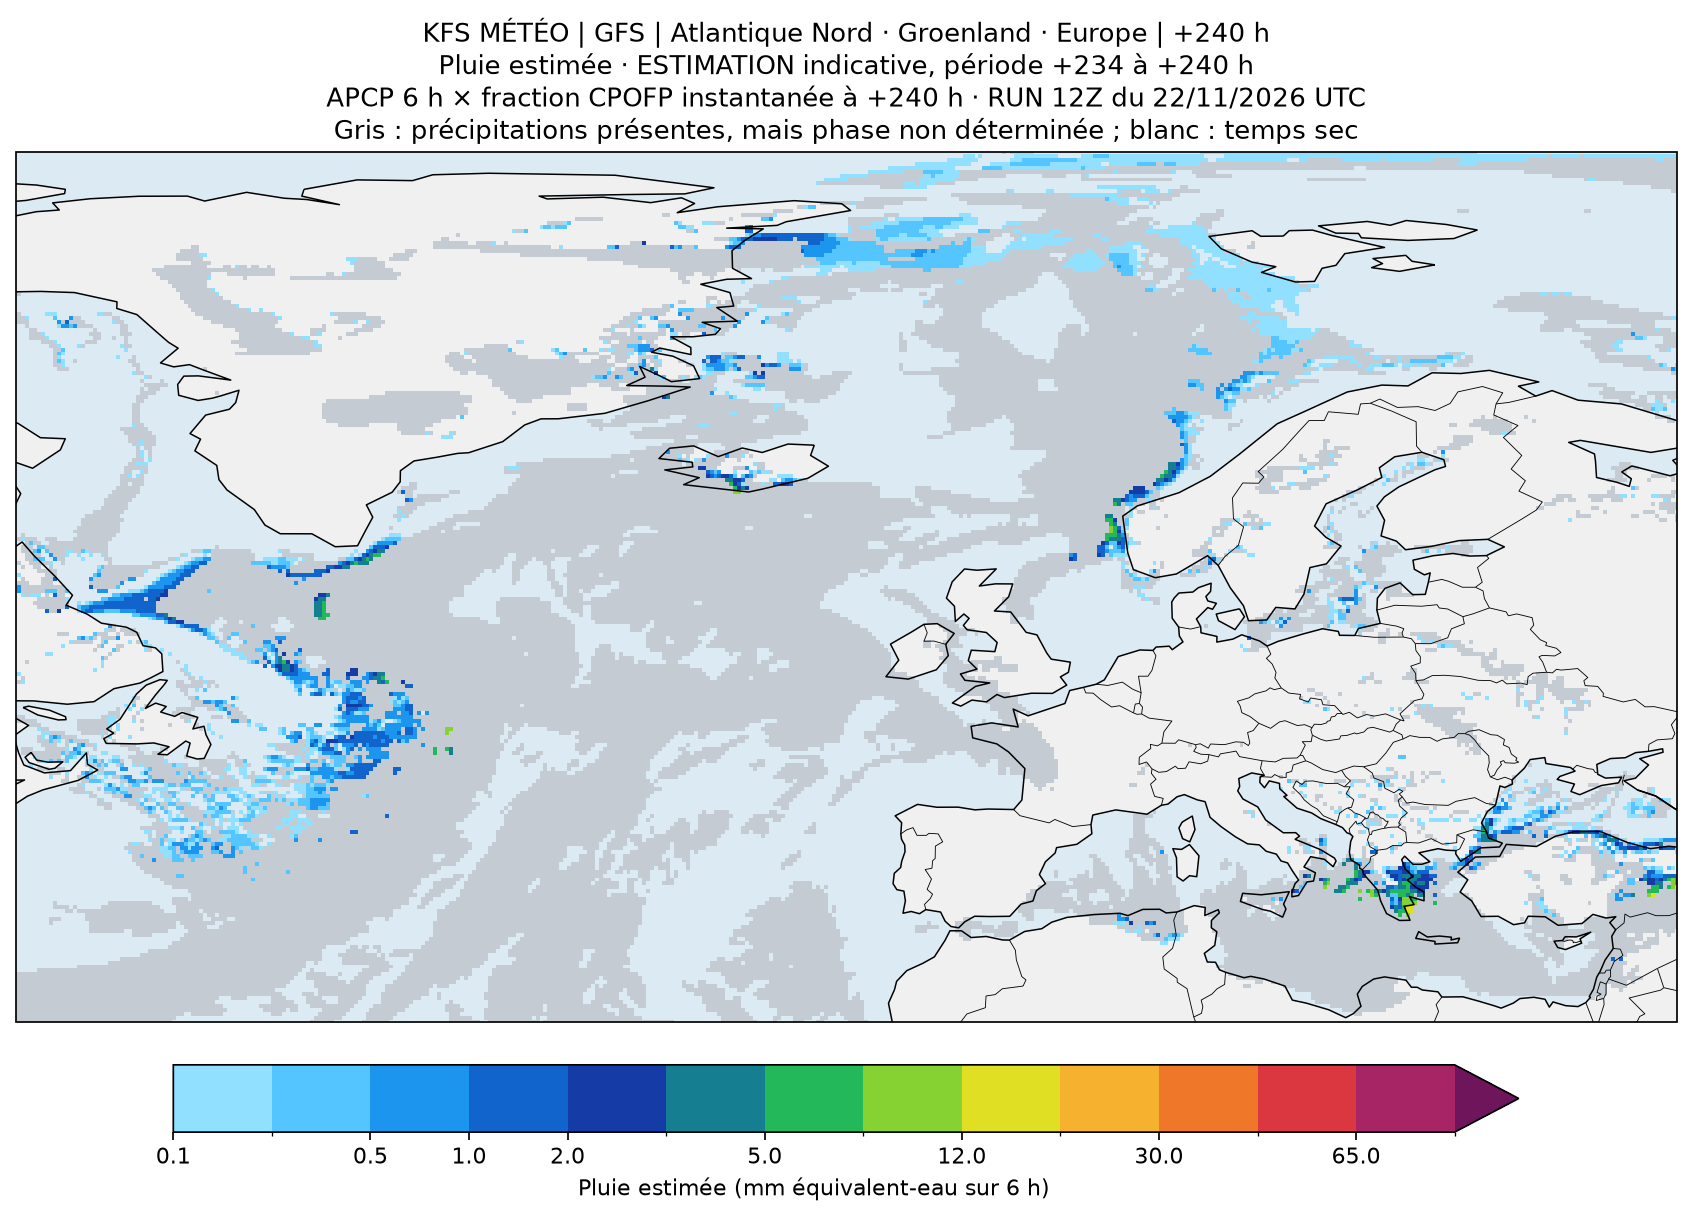 KFS MÉTÉO | GFS | Atlantique Nord · Groenland · Europe | +240 h
Pluie estimée · ESTIMATION indicative, période +234 à +240 h
APCP 6 h × fraction CPOFP instantanée à +240 h · RUN 12Z du 22/11/2026 UTC
Gris : précipitations présentes, mais phase non déterminée ; blanc : temps sec
0.1 0.5 1.0 2.0 5.0 12.0 30.0 65.0
Pluie estimée (mm équivalent-eau sur 6 h)